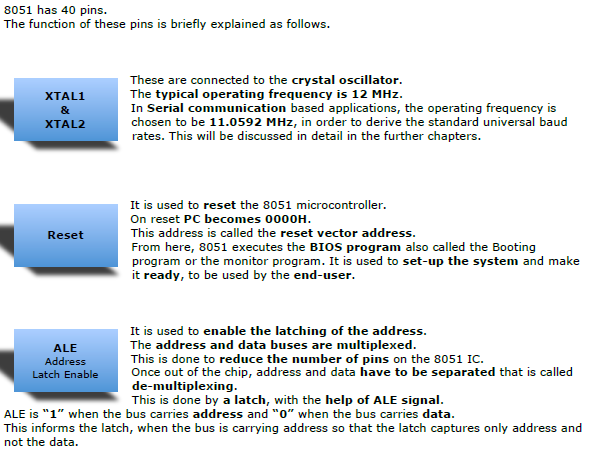 8051 has 40 pins.
The function of these pins is briefly explained as follows.
XTAL1
&
XTAL2
These are connected to the crystal oscillator.
The typical operating frequency is 12 MHz.
In Serial communication based applications, the operating frequency is
chosen to be 11.0592 MHz, in order to derive the standard universal baud
rates. This will be discussed in detail in the further chapters.
Reset
It is used to reset the 8051 microcontroller.
On reset PC becomes 0000H.
This address is called the reset vector address.
From here, 8051 executes the BIOS program also called the Booting
program or the monitor program. It is used to set-up the system and make
it ready, to be used by the end-user.
ALE
Address
Latch Enable
It is used to enable the latching of the address.
The address and data buses are multiplexed.
This is done to reduce the number of pins on the 8051 IC.
Once out of the chip, address and data have to be separated that is called
de-multiplexing.
This is done by a latch, with the help of ALE signal.
ALE is “1” when the bus carries address and “0” when the bus carries data.
This informs the latch, when the bus is carrying address so that the latch captures only address and
not the data.